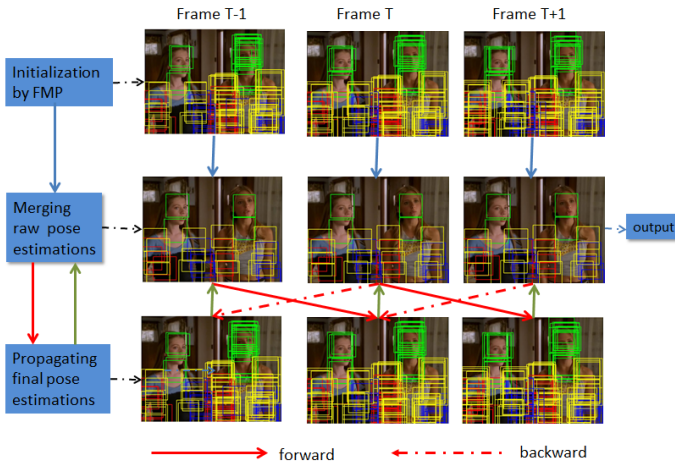 Frame T-1
Frame T
Frame T+1
Initialization
by FMP
Merging
raw pose
estimations
output
Propagating
final pose
estimations
forward
backward